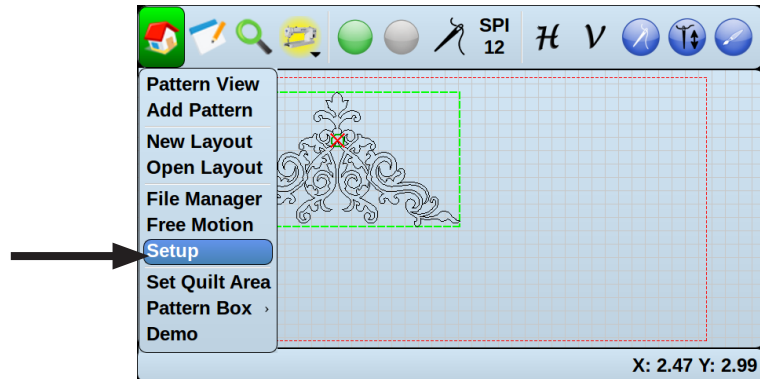 SPI
12
H V
Pattern View
Add Pattern
New Layout
Open Layout
File Manager
Free Motion
Setup
Set Quilt Area
Pattern Box ›
Demo
X: 2.47 Y: 2.99